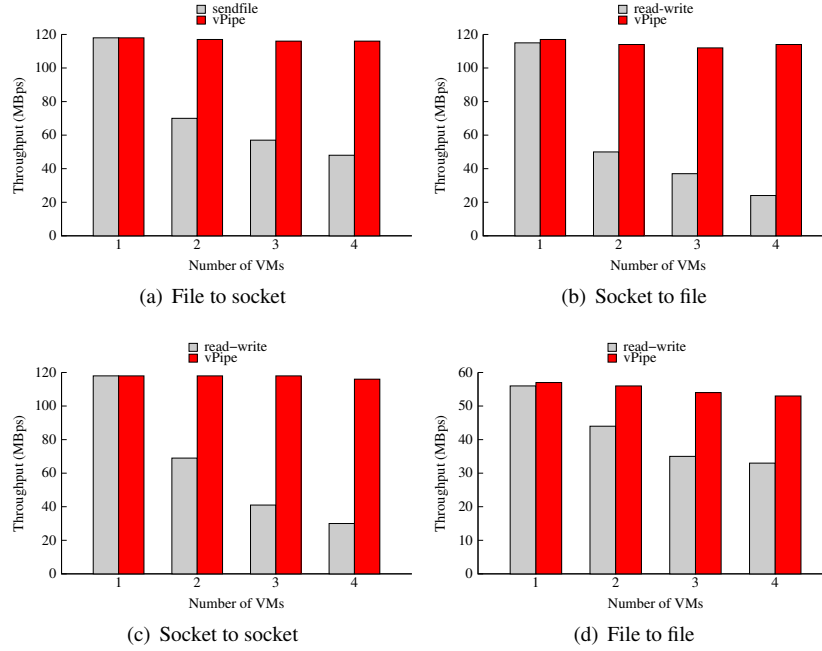 sendfile
vPipe
120
100
80
60
40
20
0
Throughput (MBps)
1 2 3 4
Number of VMs
(a) File to socket
read-write
vPipe
120
100
80
60
40
20
0
Throughput (MBps)
1 2 3 4
Number of VMs
(b) Socket to file
read−write
vPipe
120
100
80
60
40
20
0
Throughput (MBps)
1 2 3 4
Number of VMs
(c) Socket to socket
read−write
vPipe
60
50
40
30
20
10
0
Throughput (MBps)
1 2 3 4
Number of VMs
(d) File to file